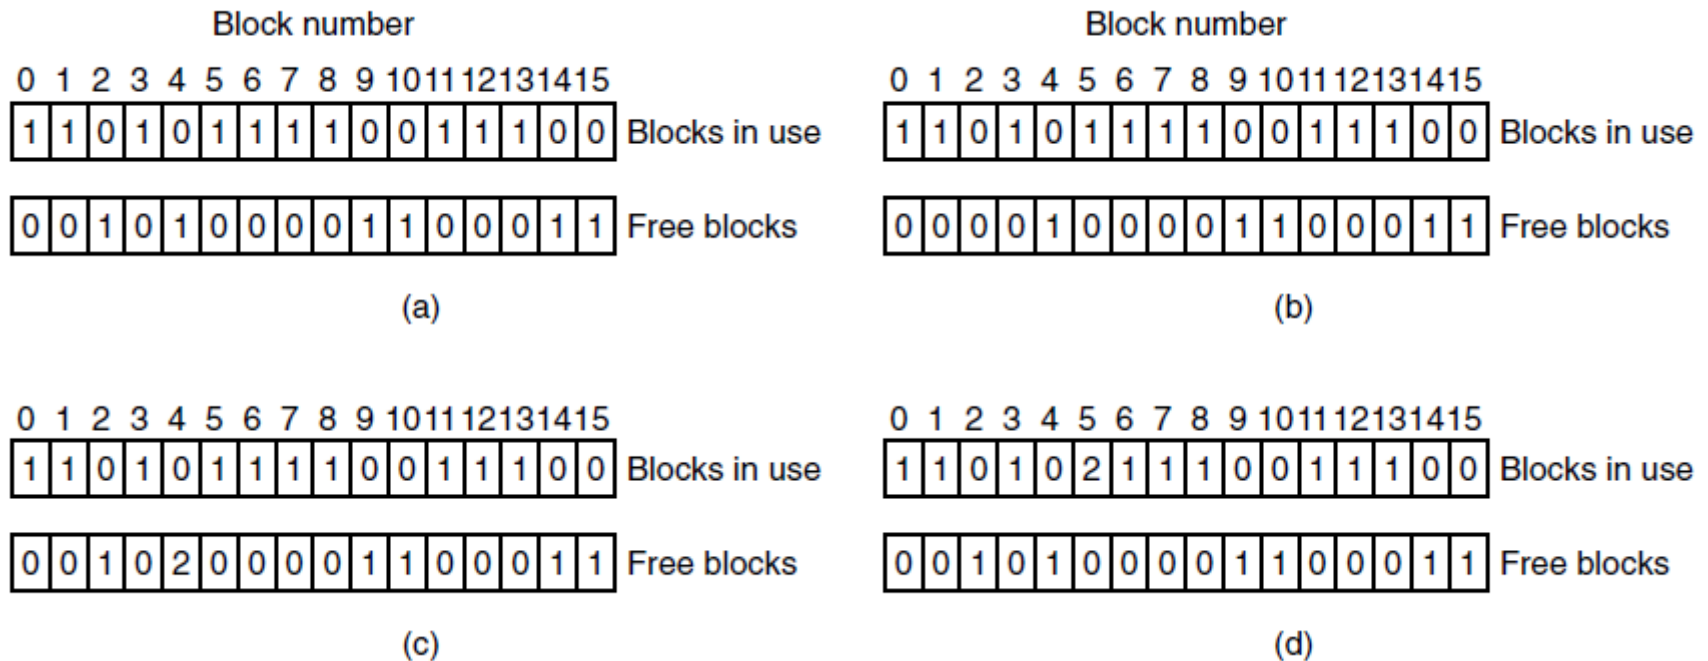 Block number
0 1 2 3 4 5 6 7 8 9 10 11 12 13 14 15
1 1 0 1 0 1 1 1 1 0 0 1 1 1 0 0 Blocks in use
0 0 1 0 1 0 0 0 0 1 1 0 0 0 1 1 Free blocks
(a)
Block number
0 1 2 3 4 5 6 7 8 9 10 11 12 13 14 15
1 1 0 1 0 1 1 1 1 0 0 1 1 1 0 0 Blocks in use
0 0 0 0 1 0 0 0 0 1 1 0 0 0 1 1 Free blocks
(b)
0 1 2 3 4 5 6 7 8 9 10 11 12 13 14 15
1 1 0 1 0 1 1 1 1 0 0 1 1 1 0 0 Blocks in use
0 0 1 0 2 0 0 0 0 1 1 0 0 0 1 1 Free blocks
(c)
0 1 2 3 4 5 6 7 8 9 10 11 12 13 14 15
1 1 0 1 0 2 1 1 1 0 0 1 1 1 0 0 Blocks in use
0 0 1 0 1 0 0 0 0 1 1 0 0 0 1 1 Free blocks
(d)